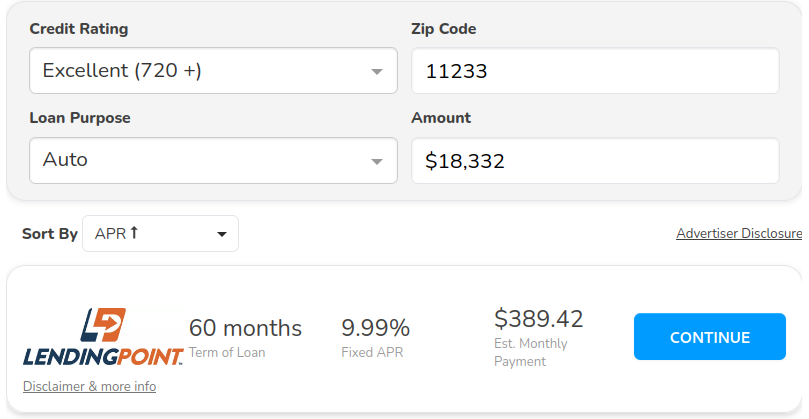 Credit Rating
Zip Code
Excellent (720 +)
11233
Loan Purpose
Amount
Auto
$18,332
Sort By
APR ↑
Advertiser Disclosure
LENDINGPOINT™
60 months
Term of Loan
9.99%
Fixed APR
$389.42
Est. Monthly
Payment
CONTINUE
Disclaimer & more info